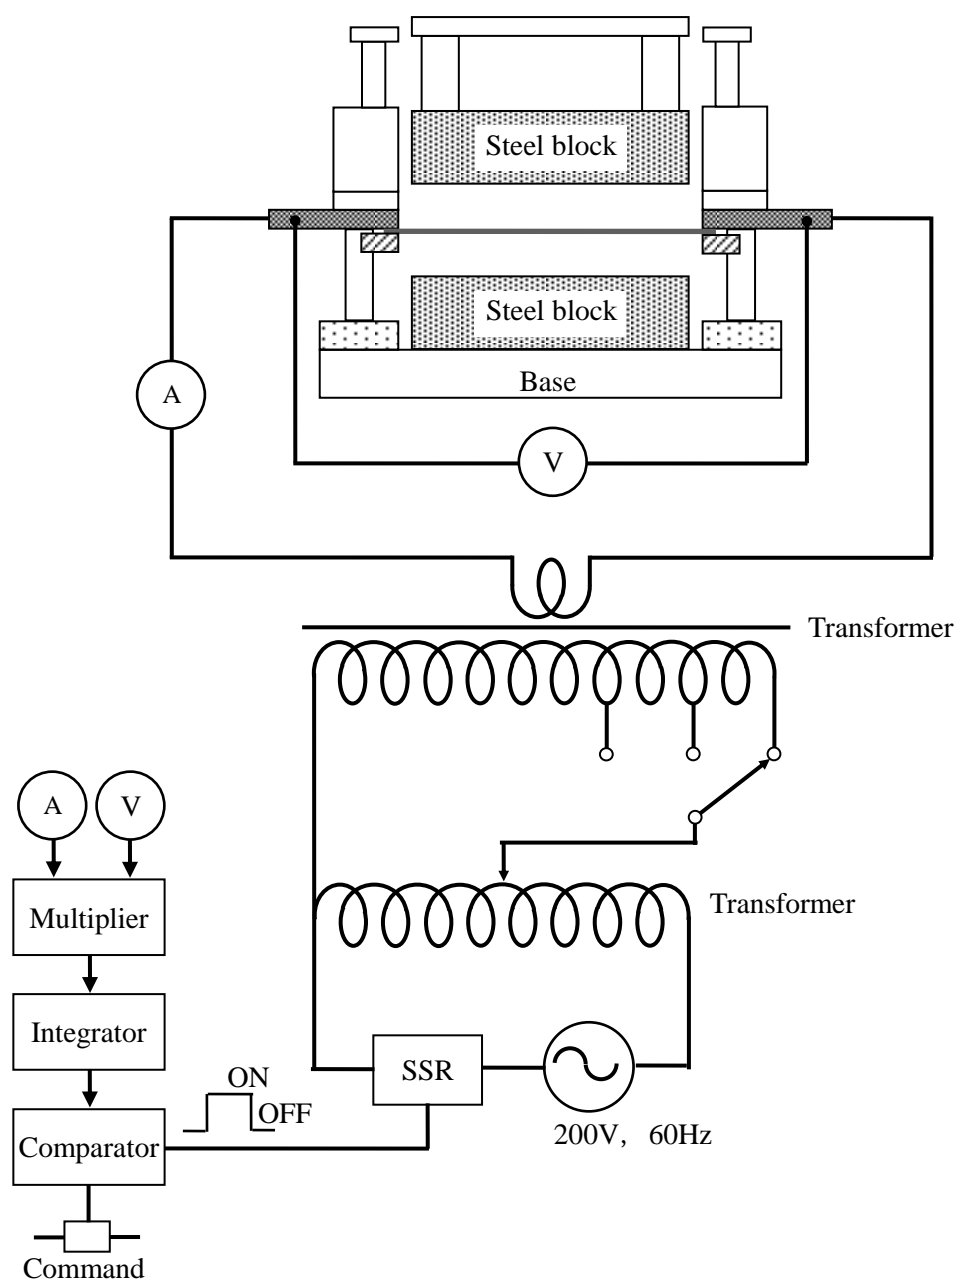 Steel block
Steel block
Base
A
V
Transformer
A
V
Transformer
Multiplier
Integrator
SSR
ON
OFF
200V, 60Hz
Comparator
Command